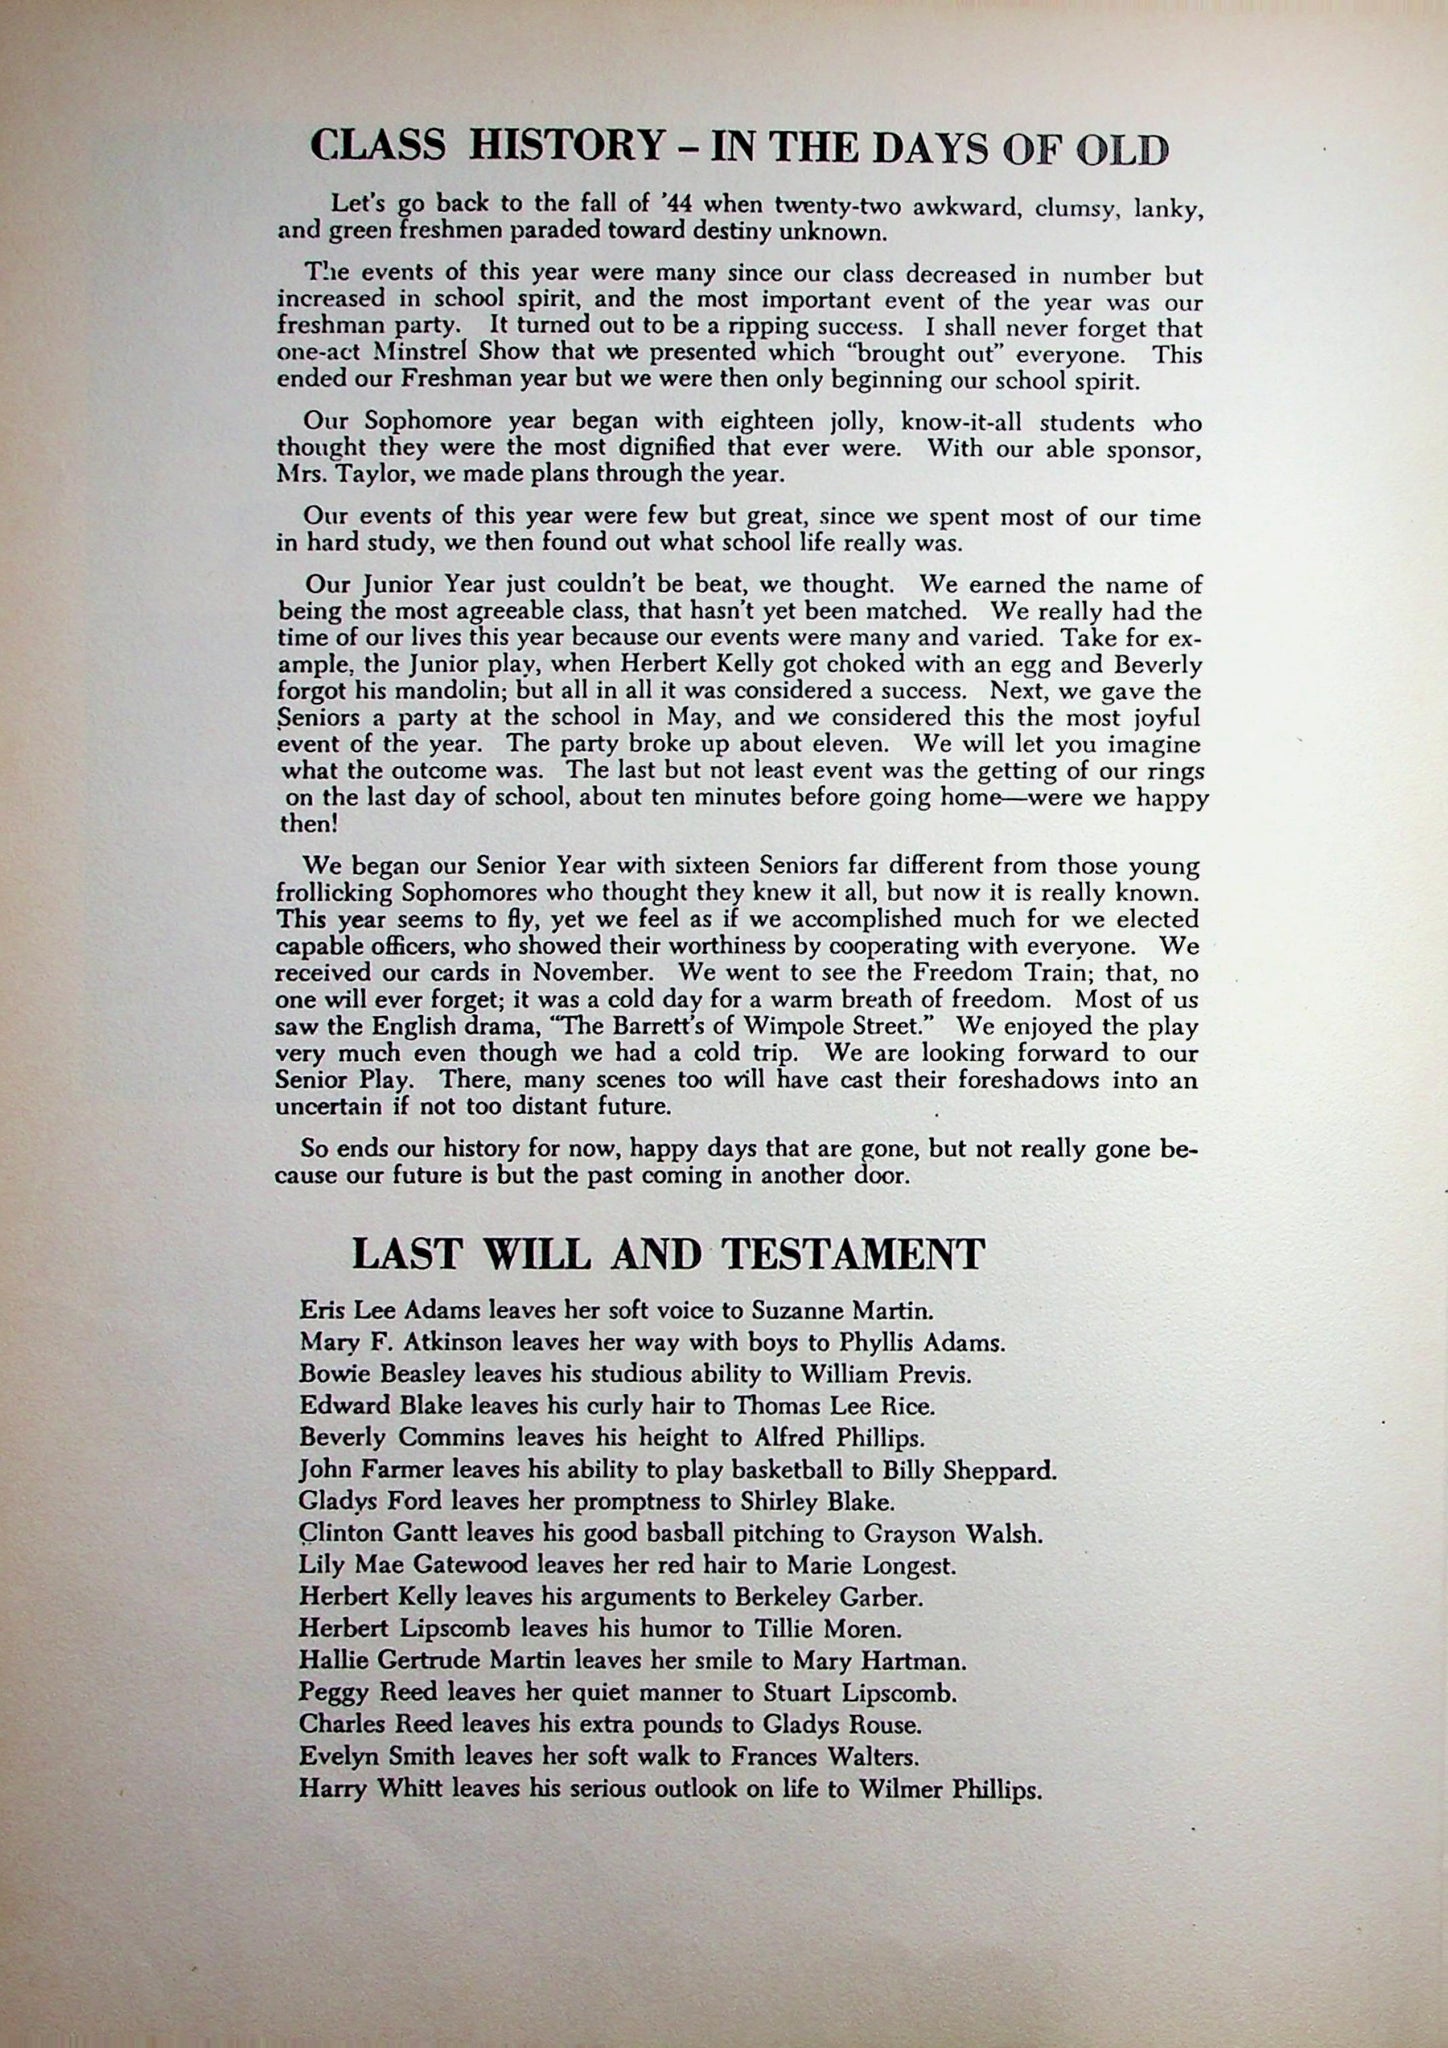 CLASS HISTORY – IN THE DAYS OF OLD
Let's go back to the fall of '44 when twenty-two awkward, clumsy, lanky,
and green freshmen paraded toward destiny unknown.
The events of this year were many since our class decreased in number but
increased in school spirit, and the most important event of the year was our
freshman party. It turned out to be a ripping success. I shall never forget that
one-act Minstrel Show that we presented which “brought out” everyone. This
ended our Freshman year but we were then only beginning our school spirit.
Our Sophomore year began with eighteen jolly, know-it-all students who
thought they were the most dignified that ever were. With our able sponsor,
Mrs. Taylor, we made plans through the year.
Our events of this year were few but great, since we spent most of our time
in hard study, we then found out what school life really was.
Our Junior Year just couldn't be beat, we thought. We earned the name of
being the most agreeable class, that hasn't yet been matched. We really had the
time of our lives this year because our events were many and varied. Take for ex-
ample, the Junior play, when Herbert Kelly got choked with an egg and Beverly
forgot his mandolin; but all in all it was considered a success. Next, we gave the
Seniors a party at the school in May, and we considered this the most joyful
event of the year. The party broke up about eleven. We will let you imagine
what the outcome was. The last but not least event was the getting of our rings
on the last day of school, about ten minutes before going home—were we happy
then!
We began our Senior Year with sixteen Seniors far different from those young
frollicking Sophomores who thought they knew it all, but now it is really known.
This year seems to fly, yet we feel as if we accomplished much for we elected
capable officers, who showed their worthiness by cooperating with everyone. We
received our cards in November. We went to see the Freedom Train; that, no
one will ever forget; it was a cold day for a warm breath of freedom. Most of us
saw the English drama, “The Barrett's of Wimpole Street.” We enjoyed the play
very much even though we had a cold trip. We are looking forward to our
Senior Play. There, many scenes too will have cast their foreshadows into an
uncertain if not too distant future.
So ends our history for now, happy days that are gone, but not really gone be-
cause our future is but the past coming in another door.
LAST WILL AND TESTAMENT
Eris Lee Adams leaves her soft voice to Suzanne Martin.
Mary F. Atkinson leaves her way with boys to Phyllis Adams.
Bowie Beasley leaves his studious ability to William Previs.
Edward Blake leaves his curly hair to Thomas Lee Rice.
Beverly Commins leaves his height to Alfred Phillips.
John Farmer leaves his ability to play basketball to Billy Sheppard.
Gladys Ford leaves her promptness to Shirley Blake.
Clinton Gantt leaves his good basball pitching to Grayson Walsh.
Lily Mae Gatewood leaves her red hair to Marie Longest.
Herbert Kelly leaves his arguments to Berkeley Garber.
Herbert Lipscomb leaves his humor to Tillie Moren.
Hallie Gertrude Martin leaves her smile to Mary Hartman.
Peggy Reed leaves her quiet manner to Stuart Lipscomb.
Charles Reed leaves his extra pounds to Gladys Rouse.
Evelyn Smith leaves her soft walk to Frances Walters.
Harry Whitt leaves his serious outlook on life to Wilmer Phillips.